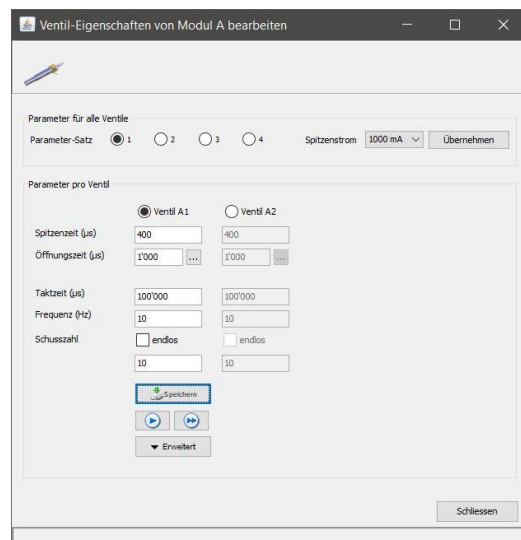 Ventil-Eigenschaften von Modul A bearbeiten
Parameter für alle Ventile
Parameter-Satz 1 2 3 4 Spitzenstrom 1000 mA Übernehmen
Parameter pro Ventil
Ventil A1 Ventil A2
Spitzenzeit (µs) 400 400
Öffnungszeit (µs) 1'000 ... 1'000 ...
Taktzeit (µs) 100'000 100'000
Frequenz (Hz) 10 10
Schusszahl endlos endlos
10 10
Speichern
Erweitert
Schliessen